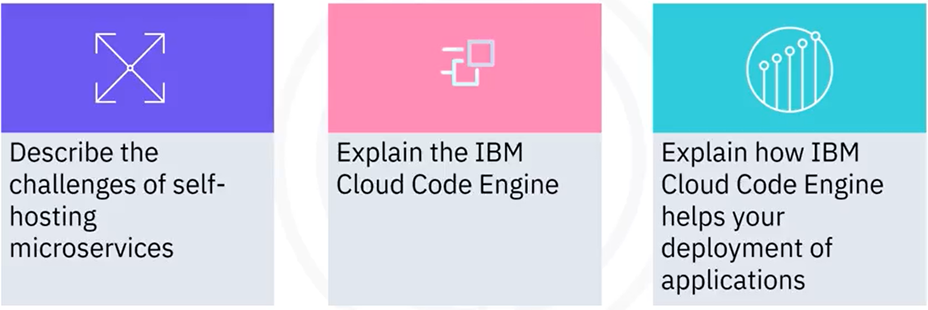 Describe the
challenges of self-
hosting
microservices
Explain the IBM
Cloud Code Engine
Explain how IBM
Cloud Code Engine
helps your
deployment of
applications